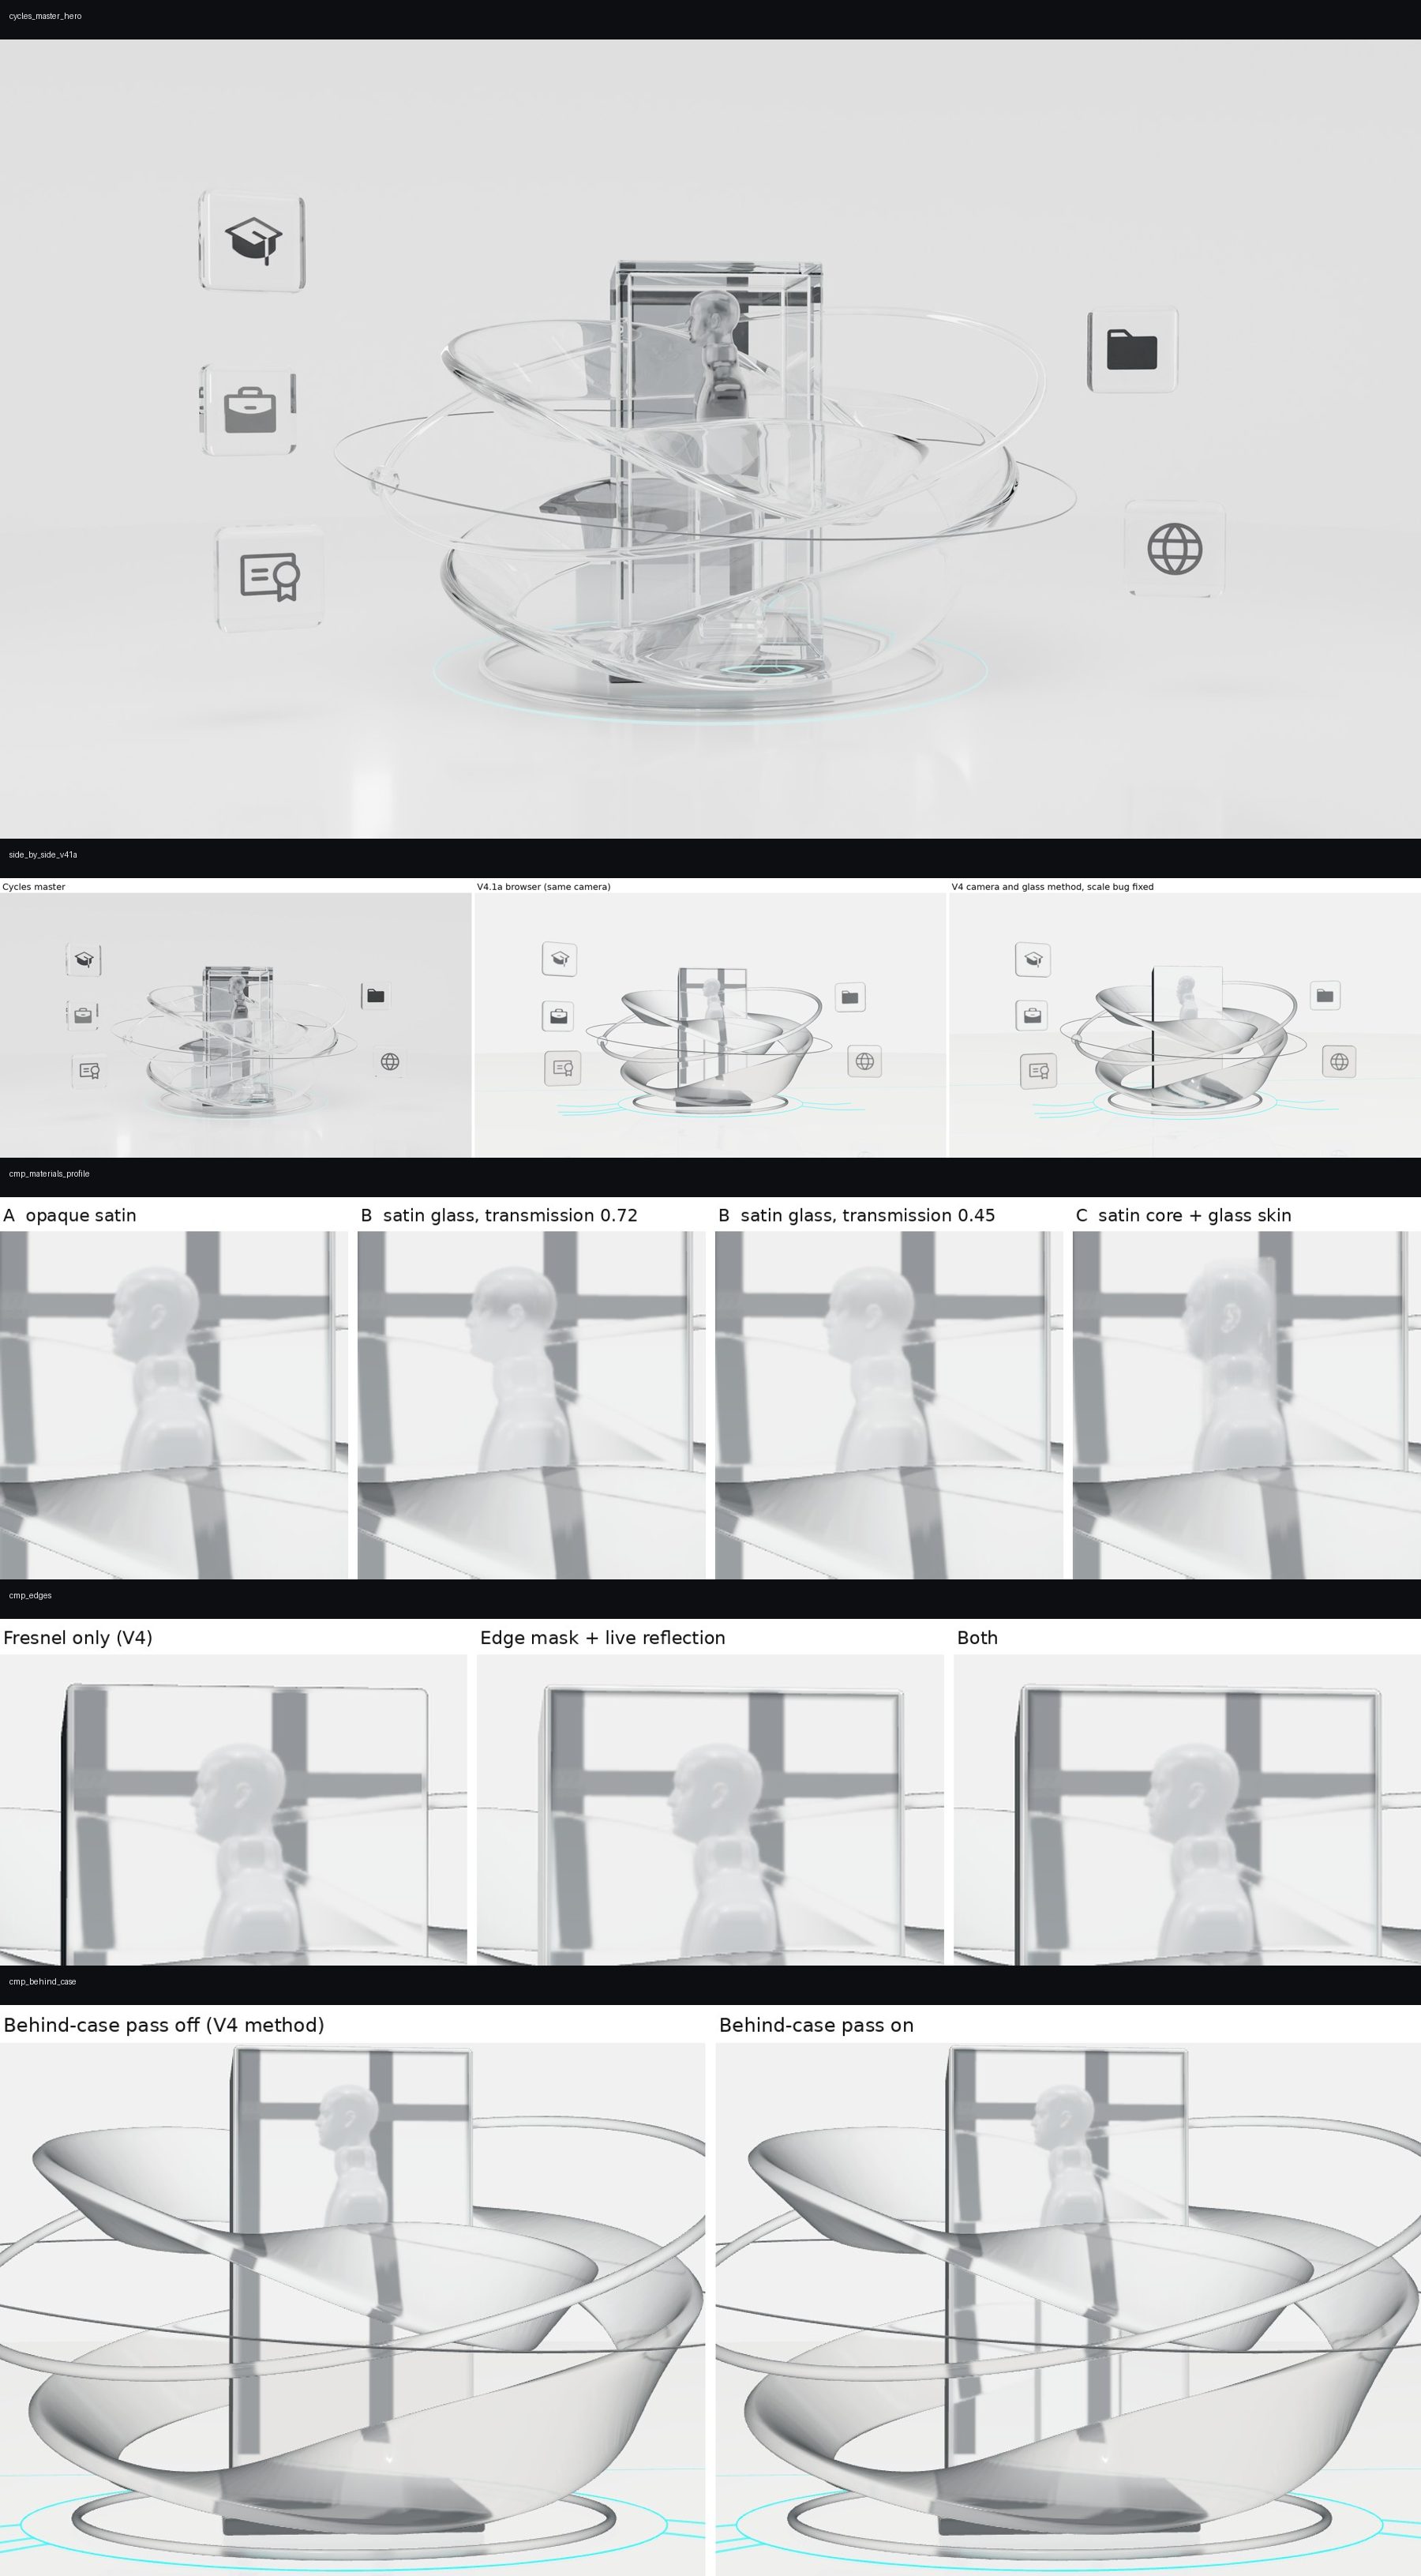 cycles_master_hero
side_by_side_v41a
Cycles master
V4.1a browser (same camera)
V4 camera and glass method, scale bug fixed
cmp_materials_profile
A opaque satin
B satin glass, transmission 0.72
B satin glass, transmission 0.45
C satin core + glass skin
cmp_edges
Fresnel only (V4)
Edge mask + live reflection
Both
cmp_behind_case
Behind-case pass off (V4 method)
Behind-case pass on